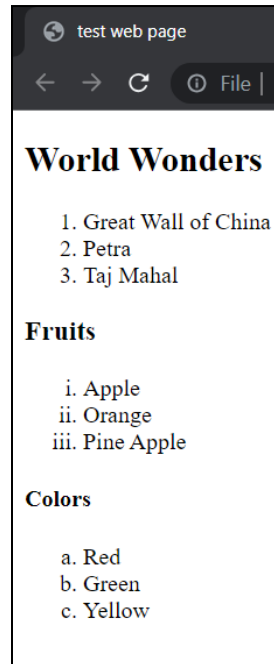 test web page
File
World Wonders
1. Great Wall of China
2. Petra
3. Taj Mahal
Fruits
i. Apple
ii. Orange
iii. Pine Apple
Colors
a. Red
b. Green
c. Yellow